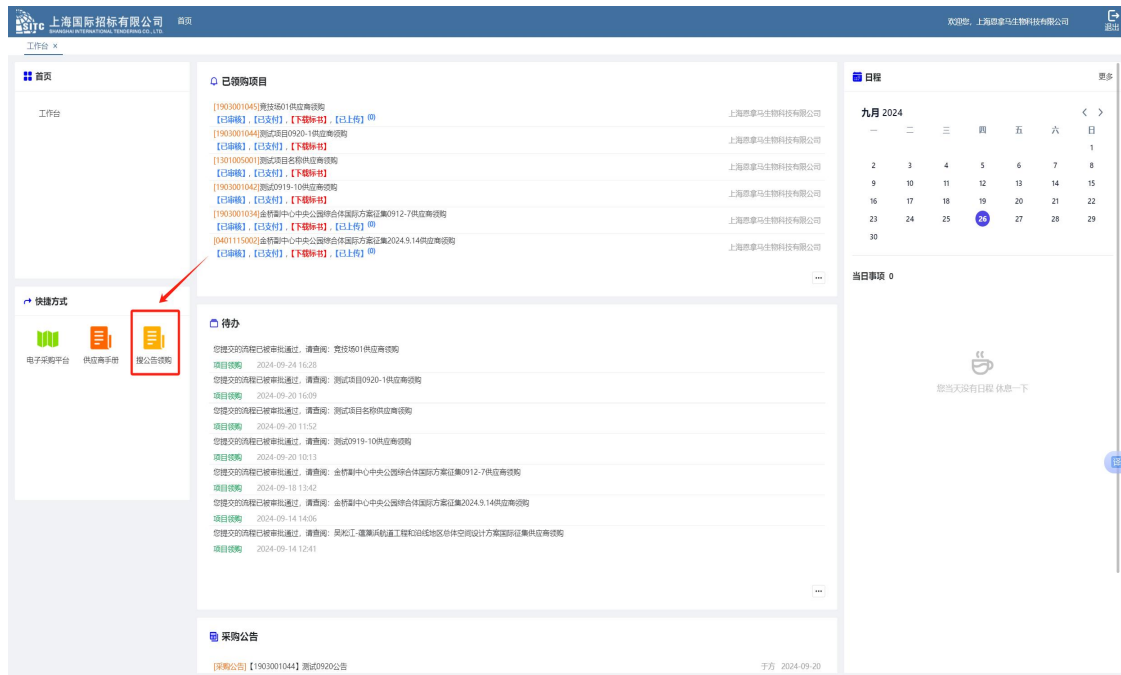 SITC 上海国际招标有限公司 首页 欢迎您，上海恩拿马生物科技有限公司 退出
SHANGHAI INTERNATIONAL TENDERING CO., LTD.
工作台 ×
首页
工作台
快捷方式
电子采购平台 供应商手册 搜公告领购
已领购项目
[1903001045]竞技场01供应商领购 上海恩拿马生物科技有限公司
【已审核】,【已支付】,【下载标书】,【已上传】(0)
[1903001044]测试项目0920-1供应商领购 上海恩拿马生物科技有限公司
【已审核】,【已支付】,【下载标书】
[1301005001]测试项目名称供应商领购 上海恩拿马生物科技有限公司
【已审核】,【已支付】,【下载标书】
[1903001042]测试0919-10供应商领购 上海恩拿马生物科技有限公司
【已审核】,【已支付】,【下载标书】
[1903001034]金桥副中心中央公园综合体国际方案征集0912-7供应商领购 上海恩拿马生物科技有限公司
【已审核】,【已支付】,【下载标书】,【已上传】(0)
[0401115002]金桥副中心中央公园综合体国际方案征集2024.9.14供应商领购 上海恩拿马生物科技有限公司
【已审核】,【已支付】,【下载标书】,【已上传】(0)
···
待办
您提交的流程已被审批通过，请查阅：竞技场01供应商领购
项目领购 2024-09-24 16:28
您提交的流程已被审批通过，请查阅：测试项目0920-1供应商领购
项目领购 2024-09-20 16:09
您提交的流程已被审批通过，请查阅：测试项目名称供应商领购
项目领购 2024-09-20 11:52
您提交的流程已被审批通过，请查阅：测试0919-10供应商领购
项目领购 2024-09-20 10:13
您提交的流程已被审批通过，请查阅：金桥副中心中央公园综合体国际方案征集0912-7供应商领购
项目领购 2024-09-18 13:42
您提交的流程已被审批通过，请查阅：金桥副中心中央公园综合体国际方案征集2024.9.14供应商领购
项目领购 2024-09-14 14:06
您提交的流程已被审批通过，请查阅：吴淞江-蕰藻浜航道工程和沿线地区总体空间设计方案国际征集供应商领购
项目领购 2024-09-14 12:41
···
采购公告
[采购公告]【1903001044】测试0920公告 于方 2024-09-20
日程 更多
九月 2024 < >
一 二 三 四 五 六 日
1
2 3 4 5 6 7 8
9 10 11 12 13 14 15
16 17 18 19 20 21 22
23 24 25 26 27 28 29
30
当日事项 0
您当天没有日程 休息一下